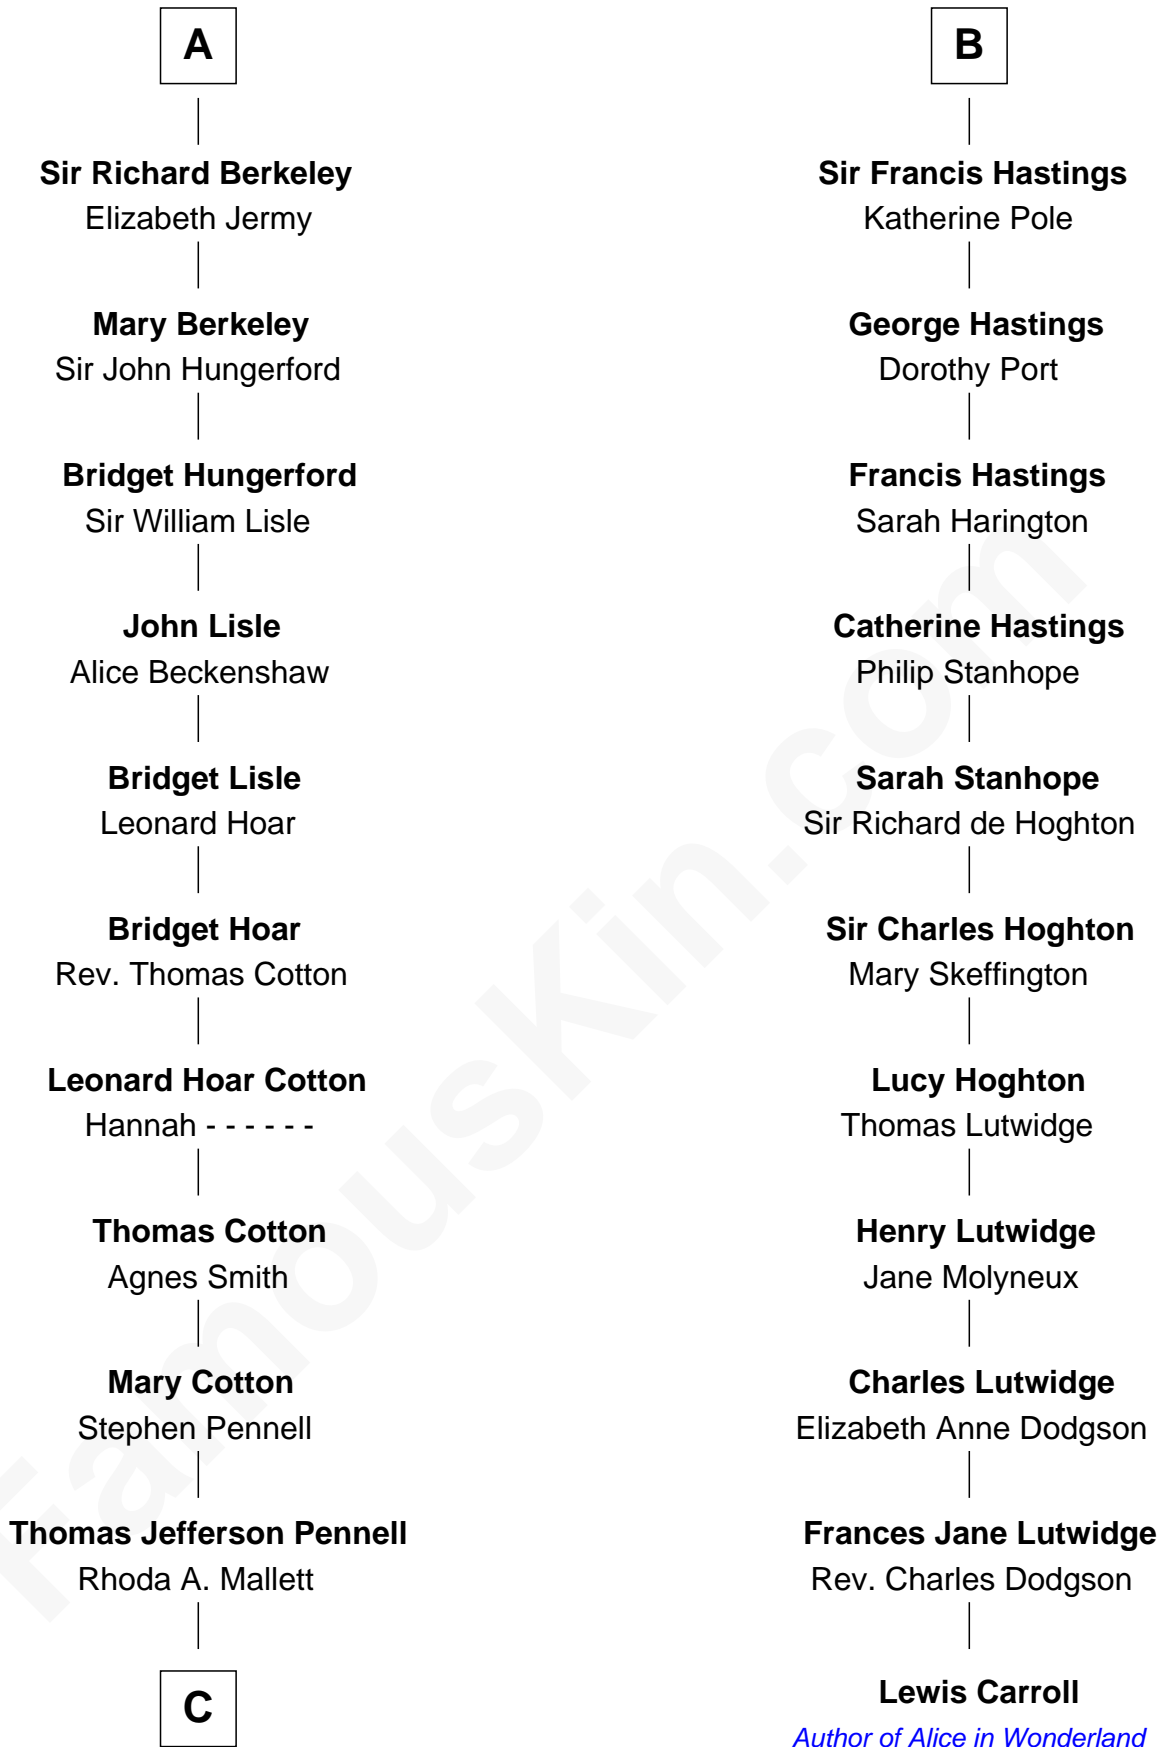 A
Sir Richard Berkeley
Elizabeth Jermy
Mary Berkeley
Sir John Hungerford
Bridget Hungerford
Sir William Lisle
John Lisle
Alice Beckenshaw
Bridget Lisle
Leonard Hoar
Bridget Hoar
Rev. Thomas Cotton
Leonard Hoar Cotton
Hannah - - - - - -
Thomas Cotton
Agnes Smith
Mary Cotton
Stephen Pennell
Thomas Jefferson Pennell
Rhoda A. Mallett
C
B
Sir Francis Hastings
Katherine Pole
George Hastings
Dorothy Port
Francis Hastings
Sarah Harington
Catherine Hastings
Philip Stanhope
Sarah Stanhope
Sir Richard de Hoghton
Sir Charles Hoghton
Mary Skeffington
Lucy Hoghton
Thomas Lutwidge
Henry Lutwidge
Jane Molyneux
Charles Lutwidge
Elizabeth Anne Dodgson
Frances Jane Lutwidge
Rev. Charles Dodgson
Lewis Carroll
Author of Alice in Wonderland
FamousKin.com